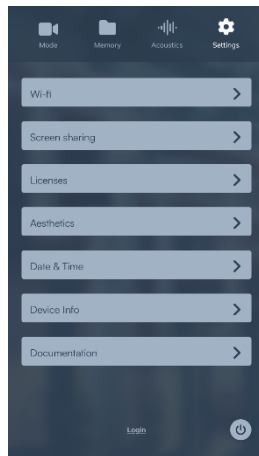 Mode
Memory
Acoustics
Settings
Wi-fi
Screen sharing
Licenses
Aesthetics
Date & Time
Device Info
Documentation
Login